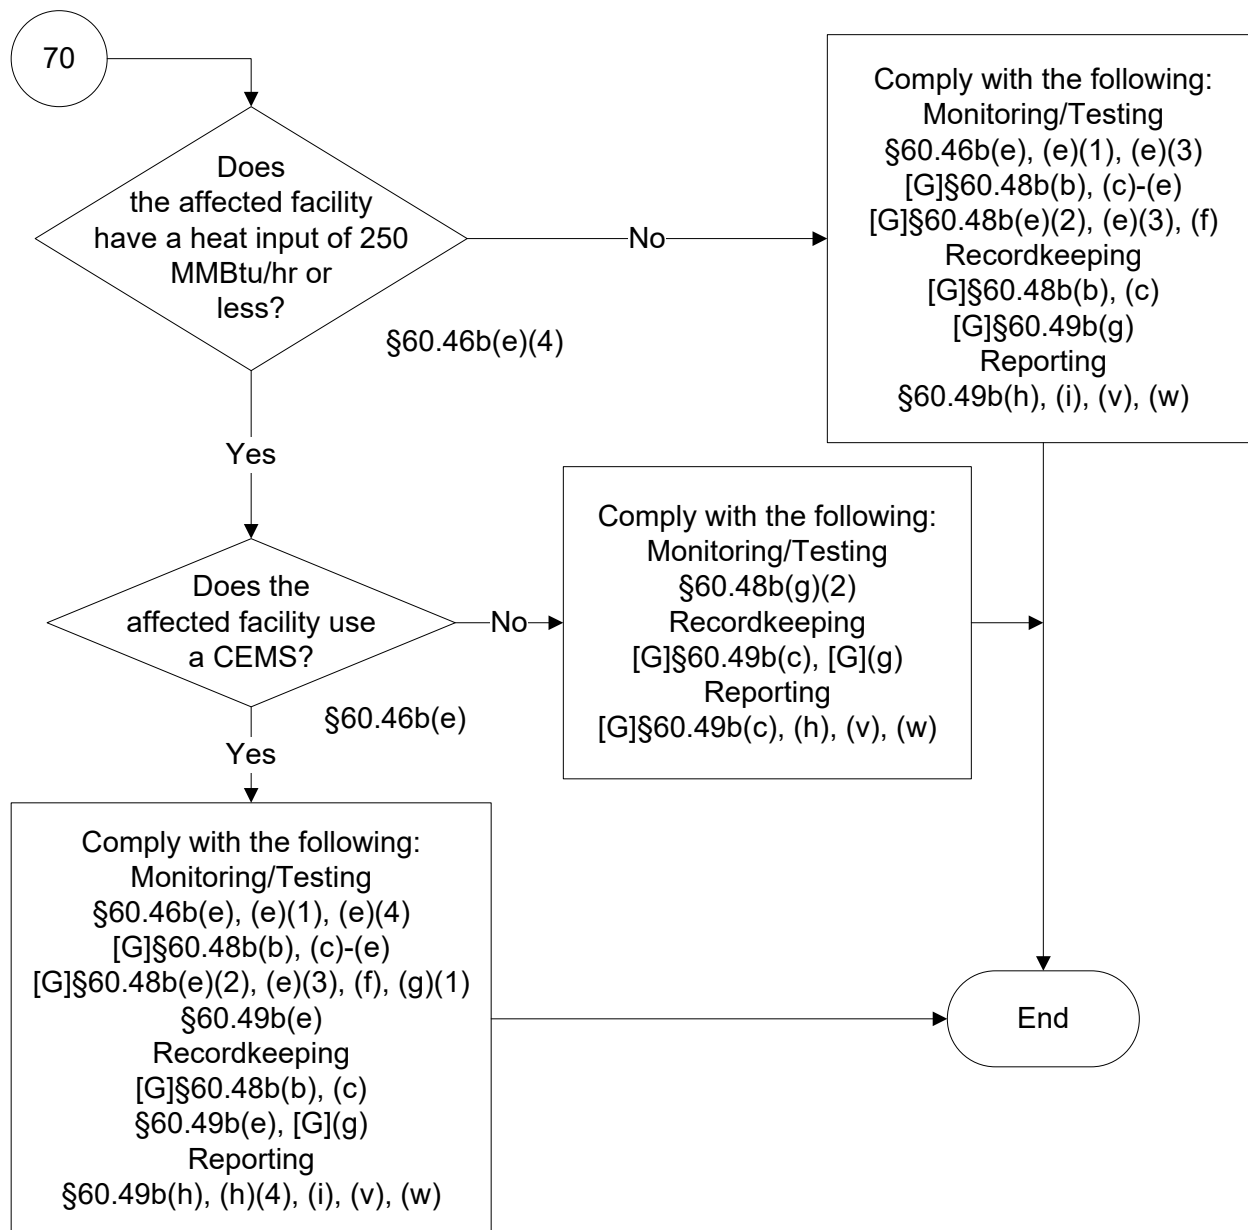 70
Does
the affected facility
have a heat input of 250
MMBtu/hr or
less?
§60.46b(e)(4)
No
Comply with the following:
Monitoring/Testing
§60.46b(e), (e)(1), (e)(3)
[G]§60.48b(b), (c)-(e)
[G]§60.48b(e)(2), (e)(3), (f)
Recordkeeping
[G]§60.48b(b), (c)
[G]§60.49b(g)
Reporting
§60.49b(h), (i), (v), (w)
Yes
Does the
affected facility use
a CEMS?
§60.46b(e)
No
Comply with the following:
Monitoring/Testing
§60.48b(g)(2)
Recordkeeping
[G]§60.49b(c), [G](g)
Reporting
[G]§60.49b(c), (h), (v), (w)
Yes
Comply with the following:
Monitoring/Testing
§60.46b(e), (e)(1), (e)(4)
[G]§60.48b(b), (c)-(e)
[G]§60.48b(e)(2), (e)(3), (f), (g)(1)
§60.49b(e)
Recordkeeping
[G]§60.48b(b), (c)
§60.49b(e), [G](g)
Reporting
§60.49b(h), (h)(4), (i), (v), (w)
End